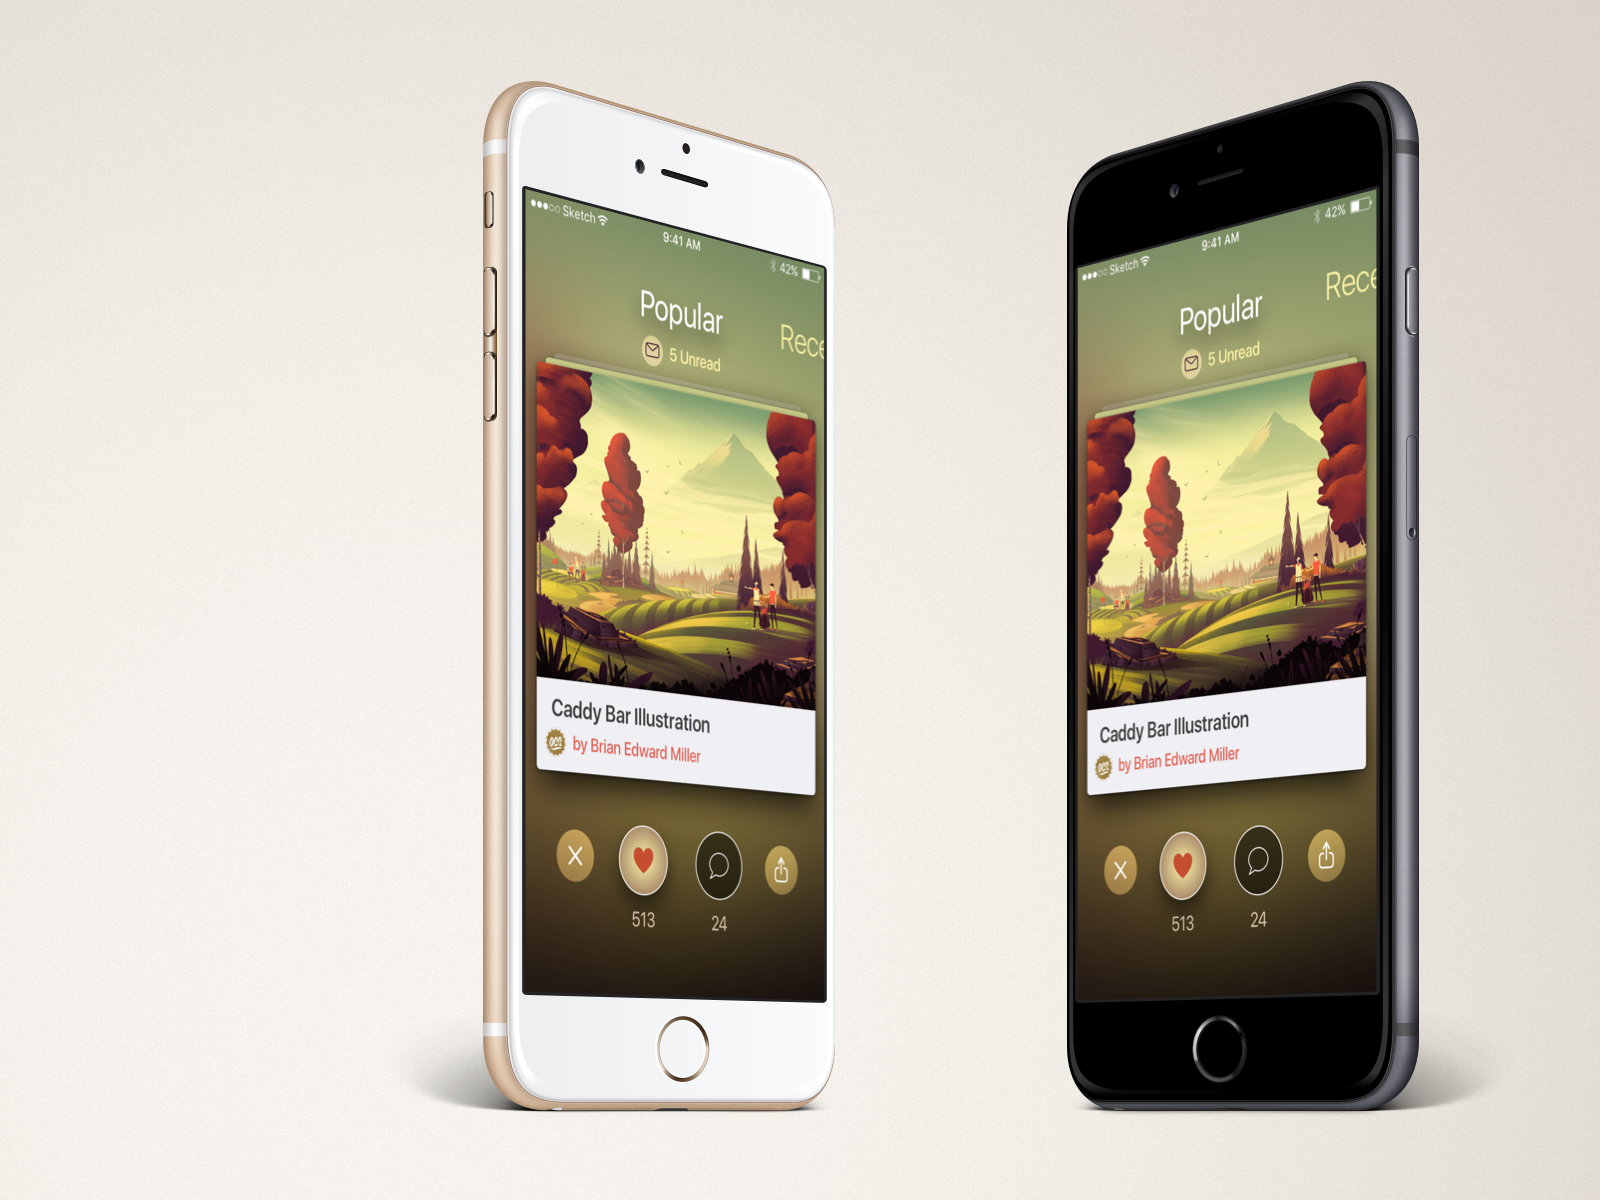 Sketch
9:41 AM
42%
Popular
Rece
5 Unread
Caddy Bar Illustration
by Brian Edward Miller
513
24
Sketch
9:41 AM
42%
Popular
Rece
5 Unread
Caddy Bar Illustration
by Brian Edward Miller
513
24